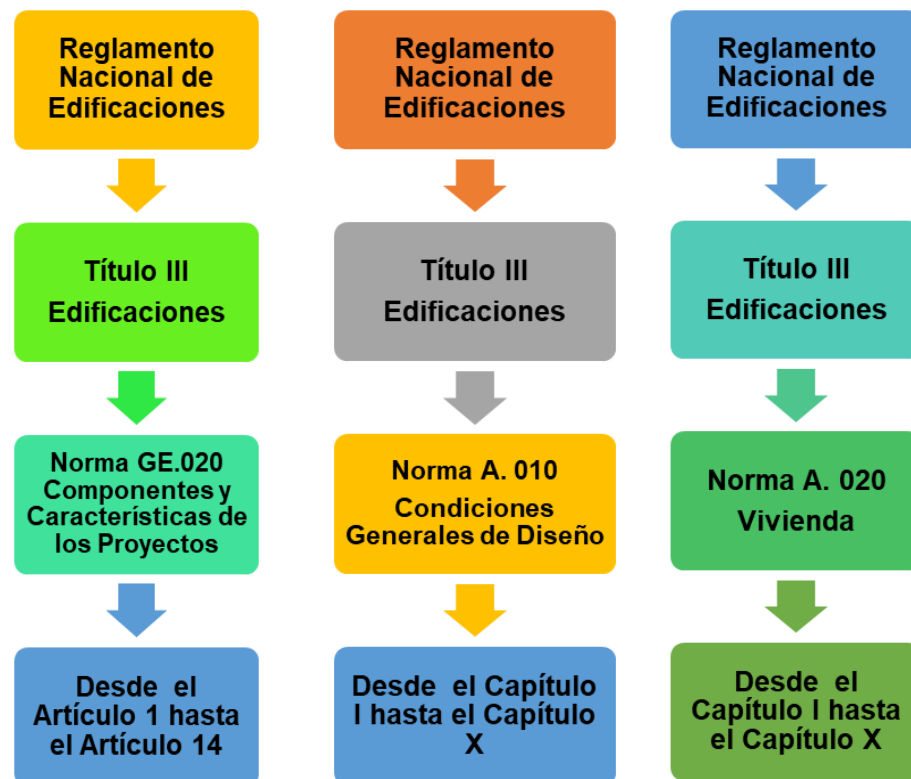 Reglamento
Nacional de
Edificaciones
Título III
Edificaciones
Norma GE.020
Componentes y
Características de
los Proyectos
Desde el
Artículo 1 hasta
el Artículo 14
Reglamento
Nacional de
Edificaciones
Título III
Edificaciones
Norma A. 010
Condiciones
Generales de Diseño
Desde el Capítulo
I hasta el Capítulo
X
Reglamento
Nacional de
Edificaciones
Título III
Edificaciones
Norma A. 020
Vivienda
Desde el
Capítulo I hasta
el Capítulo X